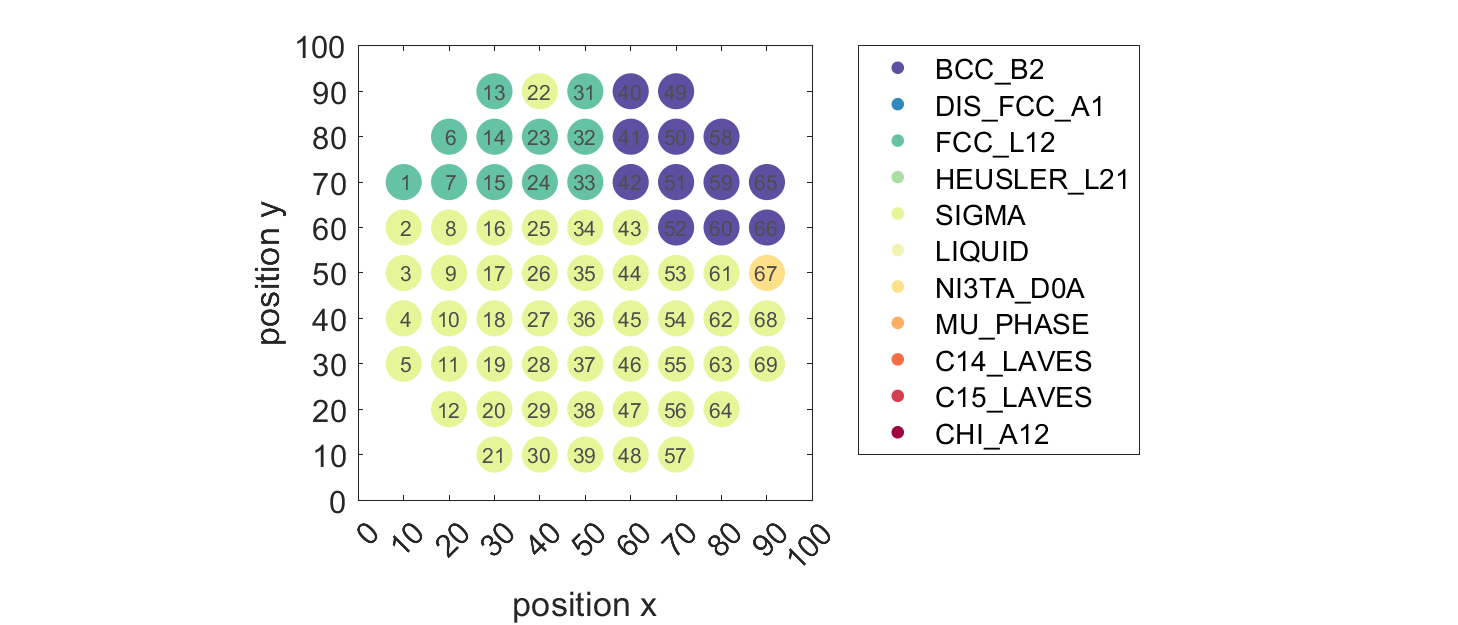 100
90
80
70
60
50
40
30
20
10
0
position y
13 22 31 40 49
6 14 23 32 41 50 58
1 7 15 24 33 42 51 59 65
2 8 16 25 34 43 52 60 66
3 9 17 26 35 44 53 61 67
4 10 18 27 36 45 54 62 68
5 11 19 28 37 46 55 63 69
12 20 29 38 47 56 64
21 30 39 48 57
0 10 20 30 40 50 60 70 80 90 100
position x
BCC_B2
DIS_FCC_A1
FCC_L12
HEUSLER_L21
SIGMA
LIQUID
NI3TA_D0A
MU_PHASE
C14_LAVES
C15_LAVES
CHI_A12